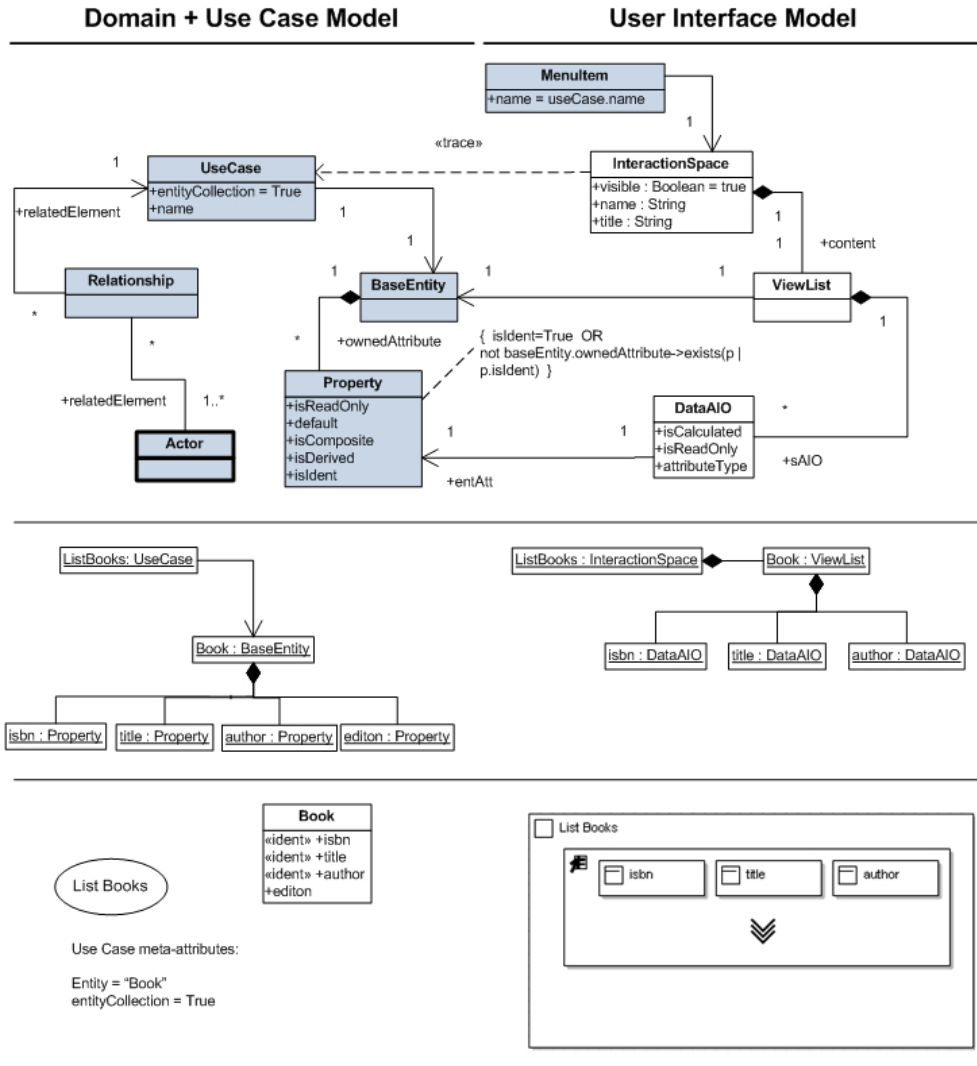 Domain + Use Case Model
User Interface Model
MenuItem
+name = useCase.name
1
«trace»
1
UseCase
+entityCollection = True
+name
InteractionSpace
+visible : Boolean = true
+name : String
+title : String
+relatedElement
1
1
1
1
+content
Relationship
*
*
1
BaseEntity
1
1
ViewList
1
*
+ownedAttribute
{ isIdent=True OR
not baseEntity.ownedAttribute->exists(p |
p.isIdent) }
Property
+isReadOnly
+default
+isComposite
+isDerived
+isIdent
+relatedElement
1..*
Actor
DataAIO
+isCalculated
+isReadOnly
+attributeType
*
1
1
+entAtt
+sAIO
ListBooks: UseCase
ListBooks : InteractionSpace
Book : ViewList
Book : BaseEntity
isbn : DataAIO
title : DataAIO
author : DataAIO
isbn : Property
title : Property
author : Property
editon : Property
Book
«ident» +isbn
«ident» +title
«ident» +author
+editon
List Books
Use Case meta-attributes:
Entity = "Book"
entityCollection = True
List Books
isbn
title
author